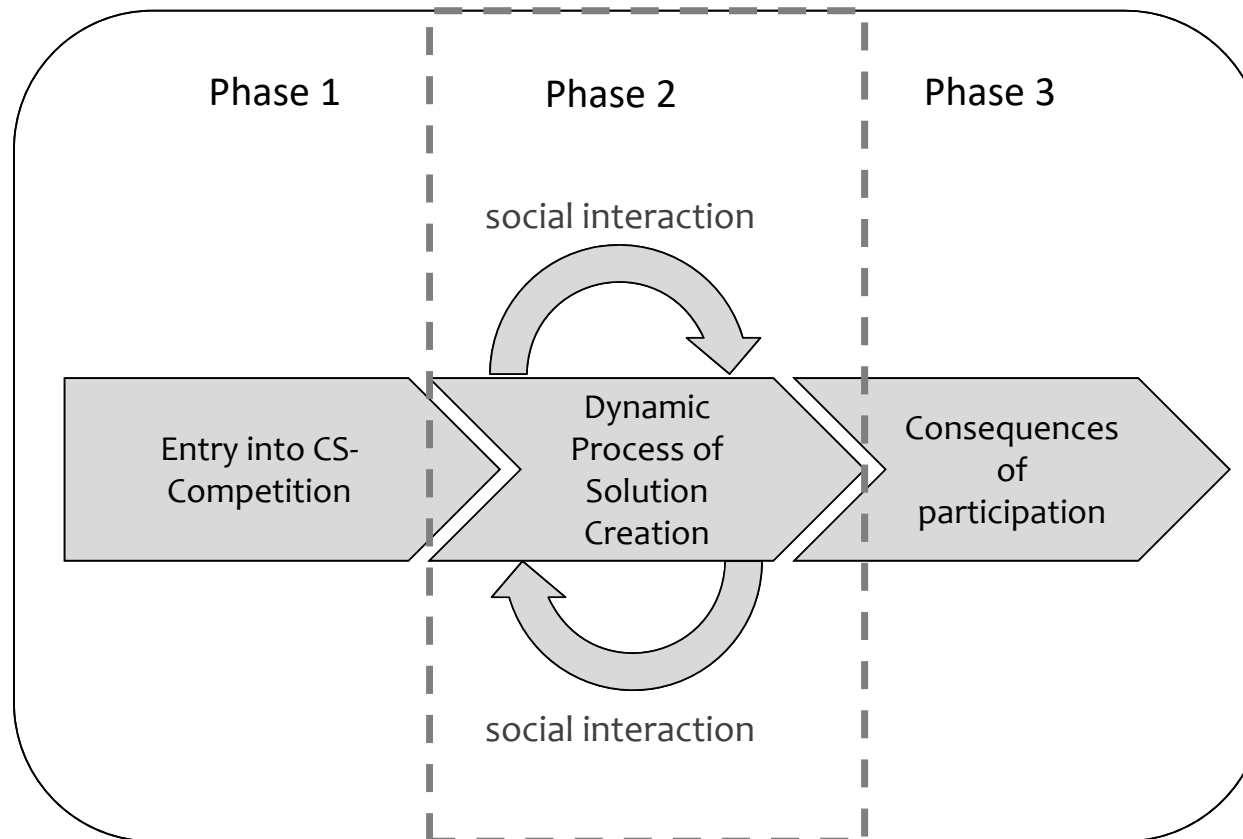 Phase 1
Phase 2
Phase 3
social interaction
Entry into CS-
Competition
Dynamic
Process of
Solution
Creation
Consequences
of
participation
social interaction